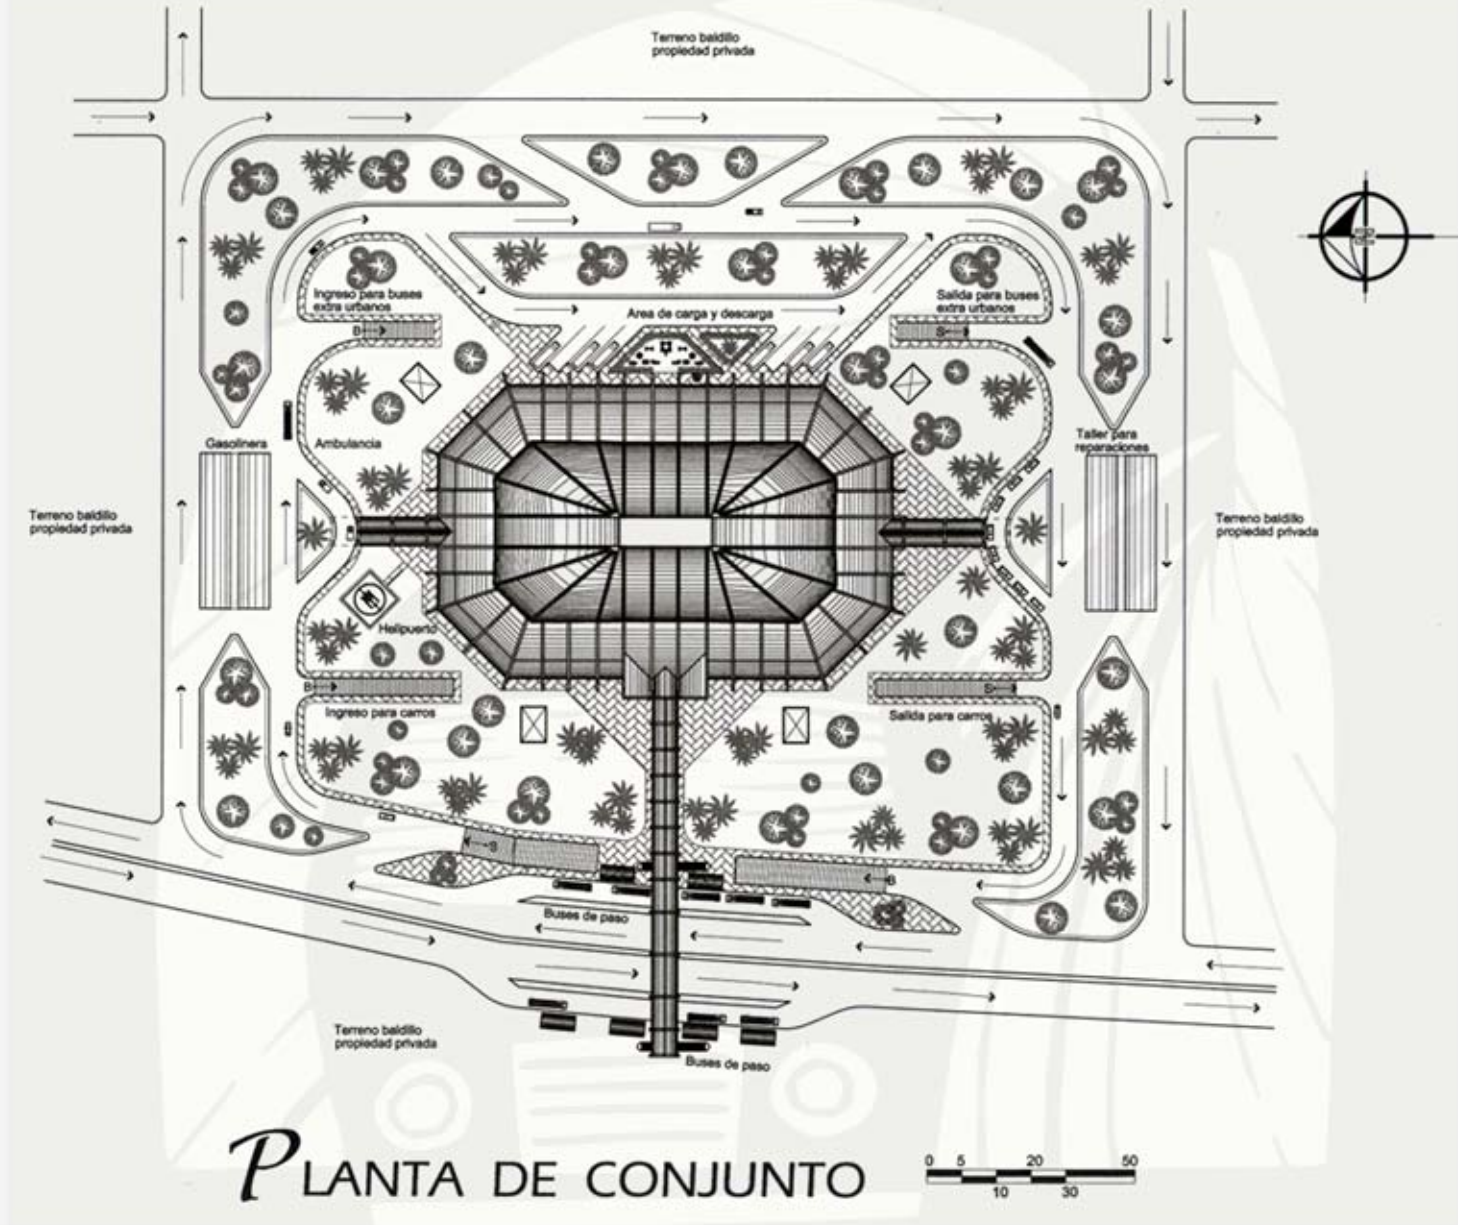 Terreno baldillo
propiedad privada
Ingreso para buses
extra urbanos
Salida para buses
extra urbanos
Area de carga y descarga
B
S
Gasolinera
Ambulancia
Taller para
reparaciones
Terreno baldillo
propiedad privada
Terreno baldillo
propiedad privada
Helipuerto
B
S
Ingreso para carros
Salida para carros
S
B
Buses de paso
Terreno baldillo
propiedad privada
Buses de paso
PLANTA DE CONJUNTO
0 5 20 50
10 30